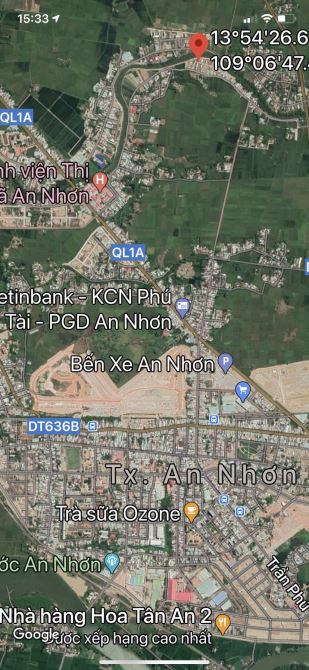 15:33
13°54'26.6
109°06'47.
QL1A
nh viện Thị
ã An Nhơn
QL1A
etinbank - KCN Phú
Tài - PGD An Nhơn
Bến Xe An Nhơn
DT636B
Tx. An Nhơn
Trà sữa Ozone
ớc An Nhơn
Trần Phú
Nhà hàng Hoa Tân An 2
Google
Được xếp hạng cao nhất